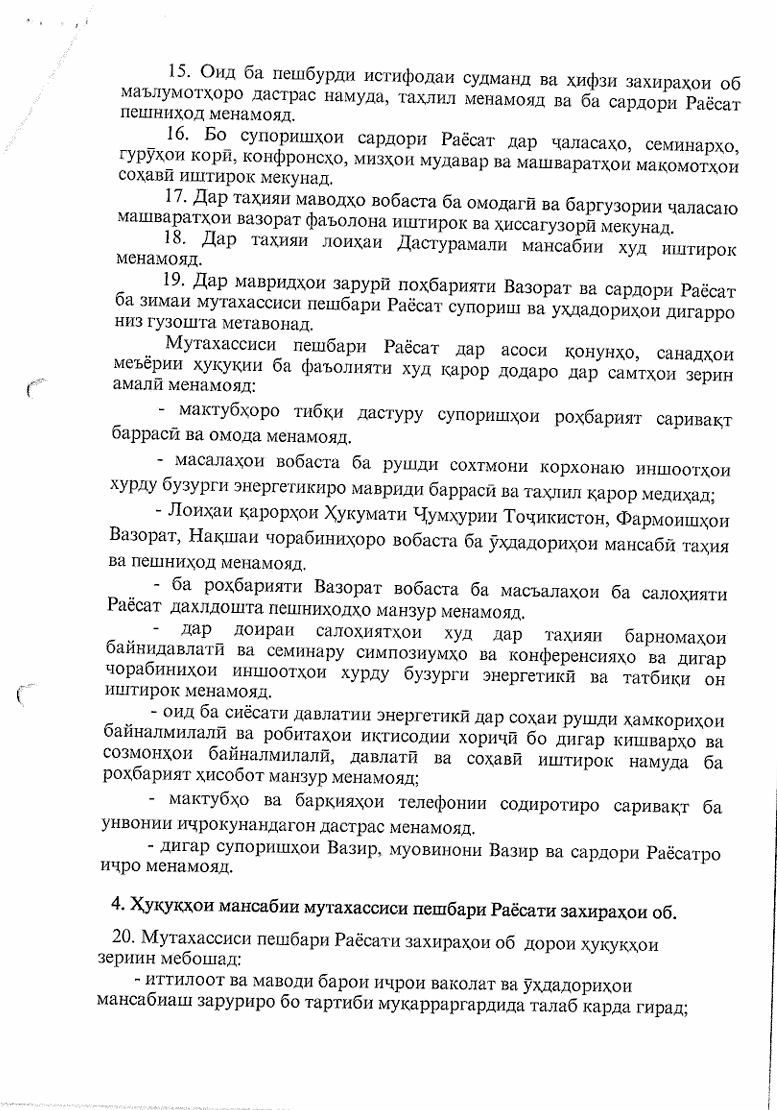 15. Оид ба пешбурди истифодаи судманд ва ҳифзи захираҳои об
маълумотҳоро дастрас намуда, таҳлил менамояд ва ба сардори Раёсат
пешниҳод менамояд.
16. Бо супоришҳои сардори Раёсат дар ҷаласаҳо, семинарҳо,
гурӯҳои корӣ, конфронсҳо, мизҳои мудавар ва машваратҳои мақомотҳои
соҳавӣ иштирок мекунад.
17. Дар таҳияи маводҳо вобаста ба омодагӣ ва баргузории ҷаласаю
машваратҳои вазорат фаъолона иштирок ва ҳиссагузорӣ мекунад.
18. Дар таҳияи лоиҳаи Дастурамали мансабии худ иштирок
менамояд.
19. Дар мавридҳои зарурӣ поҳбарияти Вазорат ва сардори Раёсат
ба зимаи мутахассиси пешбари Раёсат супориш ва уҳдадориҳои дигарро
низ гузошта метавонад.
Мутахассиси пешбари Раёсат дар асоси қонунҳо, санадҳои
меъёрии ҳуқуқии ба фаъолияти худ қарор додаро дар самтҳои зерин
амалӣ менамояд:
- мактубҳоро тибқи дастуру супоришҳои роҳбарият саривақт
баррасӣ ва омода менамояд.
- масалаҳои вобаста ба рушди сохтмони корхонаю иншоотҳои
хурду бузурги энергетикиро мавриди баррасӣ ва таҳлил қарор медиҳад;
- Лоиҳаи қарорҳои Ҳукумати Ҷумҳурии Тоҷикистон, Фармоишҳои
Вазорат, Нақшаи чорабиниҳоро вобаста ба ӯҳдадориҳои мансабӣ таҳия
ва пешниҳод менамояд.
- ба роҳбарияти Вазорат вобаста ба масъалаҳои ба салоҳияти
Раёсат дахлдошта пешниҳодҳо манзур менамояд.
- дар доираи салоҳиятҳои худ дар таҳияи барномаҳои
байнидавлатӣ ва семинару симпозиумҳо ва конференсияҳо ва дигар
чорабиниҳои иншоотҳои хурду бузурги энергетикӣ ва татбиқи он
иштирок менамояд.
- оид ба сиёсати давлатии энергетикӣ дар соҳаи рушди ҳамкориҳои
байналмилалӣ ва робитаҳои иқтисодии хориҷӣ бо дигар кишварҳо ва
созмонҳои байналмилалӣ, давлатӣ ва соҳавӣ иштирок намуда ба
роҳбарият ҳисобот манзур менамояд;
- мактубҳо ва барқияҳои телефонии содиротиро саривақт ба
унвонии иҷрокунандагон дастрас менамояд.
- дигар супоришҳои Вазир, муовинони Вазир ва сардори Раёсатро
иҷро менамояд.
4. Ҳуқуқҳои мансабии мутахассиси пешбари Раёсати захираҳои об.
20. Мутахассиси пешбари Раёсати захираҳои об дорои ҳуқуқҳои
зериин мебошад:
- иттилоот ва маводи барои иҷрои ваколат ва ӯҳдадориҳои
мансабиаш заруриро бо тартиби муқарраргардида талаб карда гирад;